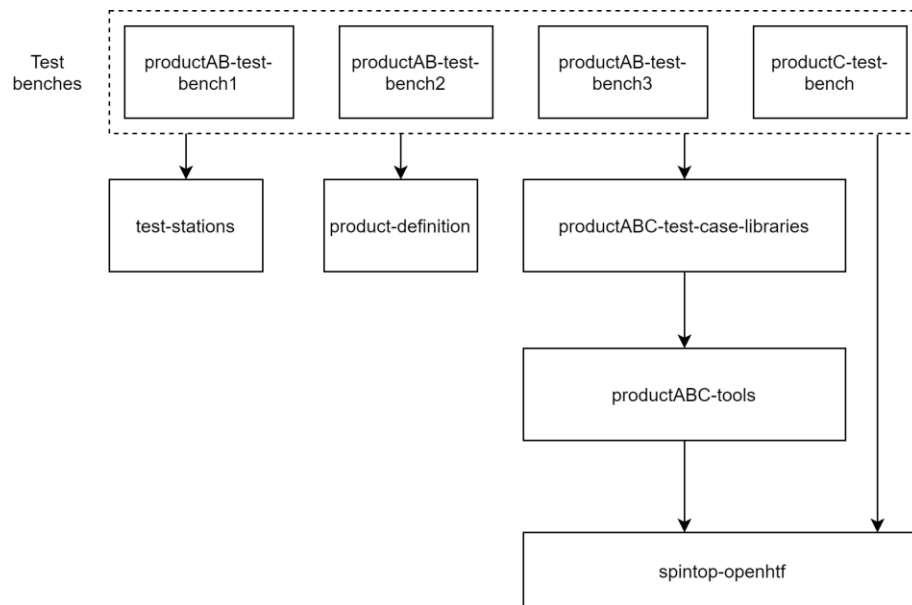 productAB-test-
bench1
productAB-test-
bench2
productAB-test-
bench3
productC-test-
bench
Test
benches
test-stations
product-definition
productABC-test-case-libraries
productABC-tools
spintop-openhtf